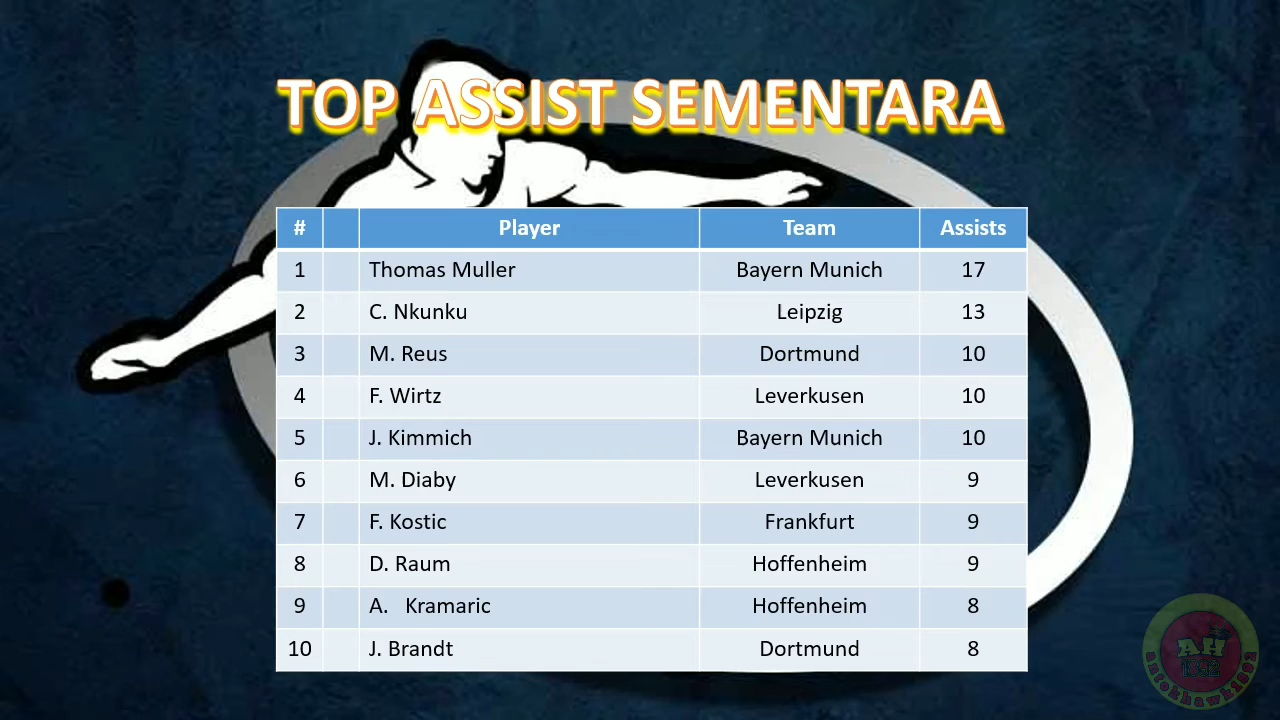 TOP ASSIST SEMENTARA
# Player Team Assists
1 Thomas Muller Bayern Munich 17
2 C. Nkunku Leipzig 13
3 M. Reus Dortmund 10
4 F. Wirtz Leverkusen 10
5 J. Kimmich Bayern Munich 10
6 M. Diaby Leverkusen 9
7 F. Kostic Frankfurt 9
8 D. Raum Hoffenheim 9
9 A. Kramaric Hoffenheim 8
10 J. Brandt Dortmund 8
AH